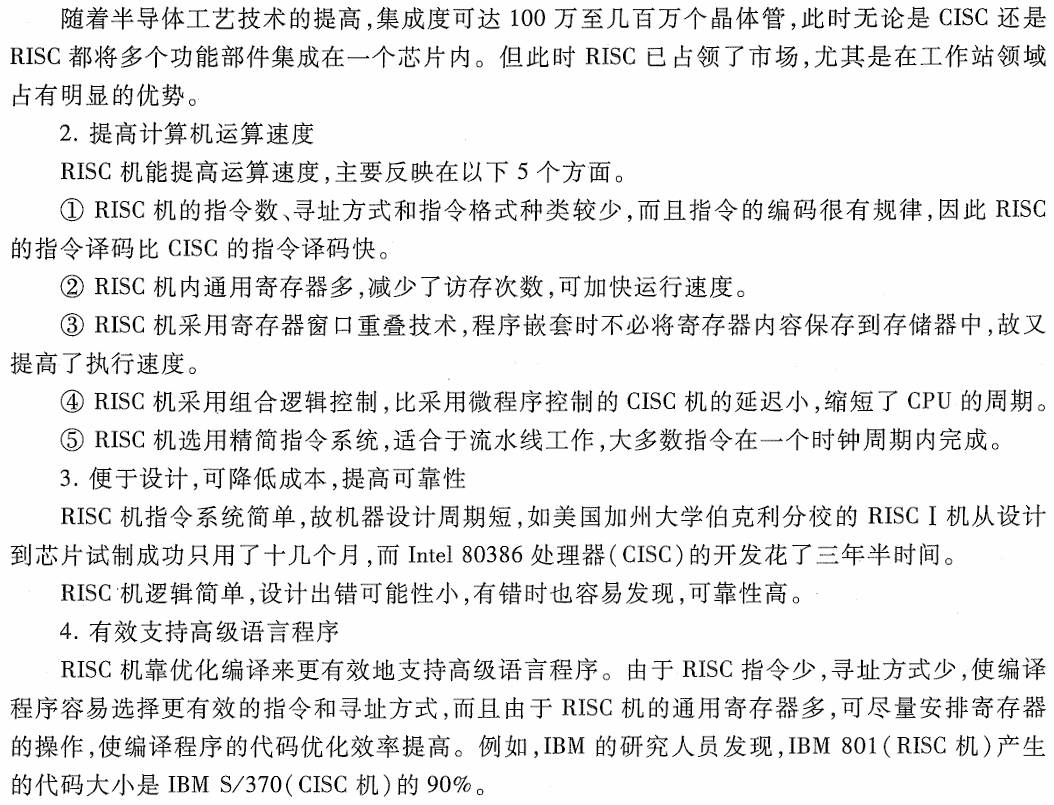 随着半导体工艺技术的提高,集成度可达 100 万至几百万个晶体管,此时无论是 CISC 还是
RISC 都将多个功能部件集成在一个芯片内。但此时 RISC 已占领了市场,尤其是在工作站领域
占有明显的优势。
2. 提高计算机运算速度
RISC 机能提高运算速度,主要反映在以下 5 个方面。
① RISC 机的指令数、寻址方式和指令格式种类较少,而且指令的编码很有规律,因此 RISC
的指令译码比 CISC 的指令译码快。
② RISC 机内通用寄存器多,减少了访存次数,可加快运行速度。
③ RISC 机采用寄存器窗口重叠技术,程序嵌套时不必将寄存器内容保存到存储器中,故又
提高了执行速度。
④ RISC 机采用组合逻辑控制,比采用微程序控制的 CISC 机的延迟小,缩短了 CPU 的周期。
⑤ RISC 机选用精简指令系统,适合于流水线工作,大多数指令在一个时钟周期内完成。
3. 便于设计,可降低成本,提高可靠性
RISC 机指令系统简单,故机器设计周期短,如美国加州大学伯克利分校的 RISC Ⅰ 机从设计
到芯片试制成功只用了十几个月,而 Intel 80386 处理器(CISC)的开发花了三年半时间。
RISC 机逻辑简单,设计出错可能性小,有错时也容易发现,可靠性高。
4. 有效支持高级语言程序
RISC 机靠优化编译来更有效地支持高级语言程序。由于 RISC 指令少,寻址方式少,使编译
程序容易选择更有效的指令和寻址方式,而且由于 RISC 机的通用寄存器多,可尽量安排寄存器
的操作,使编译程序的代码优化效率提高。例如,IBM 的研究人员发现,IBM 801(RISC 机)产生
的代码大小是 IBM S/370(CISC 机)的 90%。